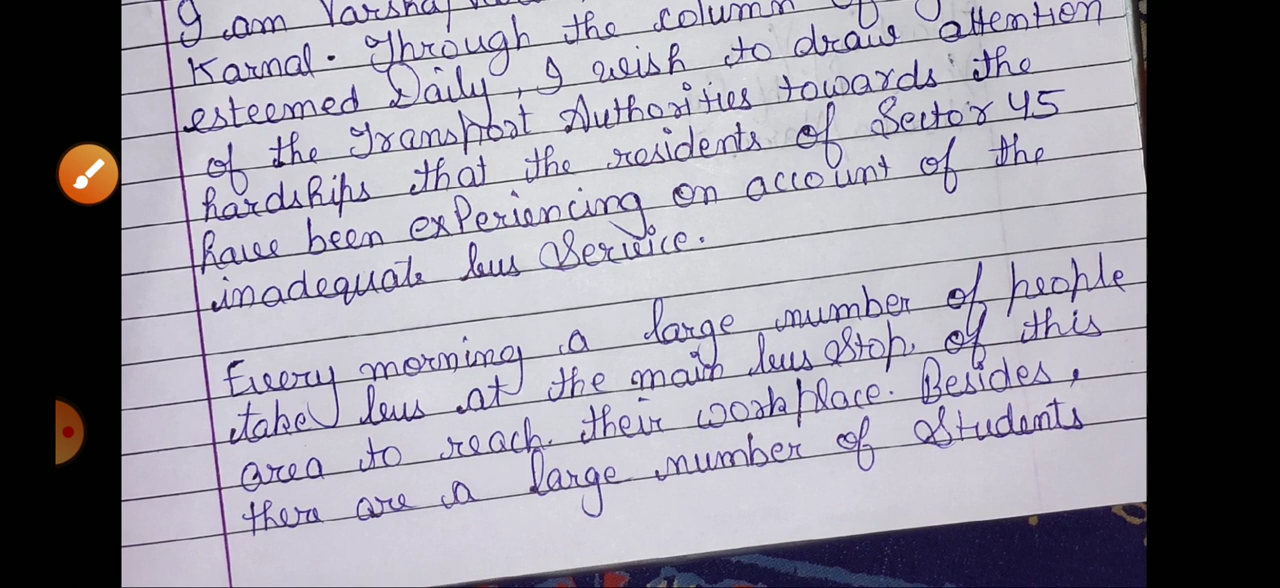 I am Varsha,
Karnal. Through the column of
esteemed Daily, I wish to draw attention
of the Transport Authorities towards the
hardships that the residents of Sector 45
have been experiencing on account of the
inadequate bus Service.
Every morning a large number of people
take bus at the main bus Stop, of this
area to reach their workplace. Besides,
there are a large number of Students